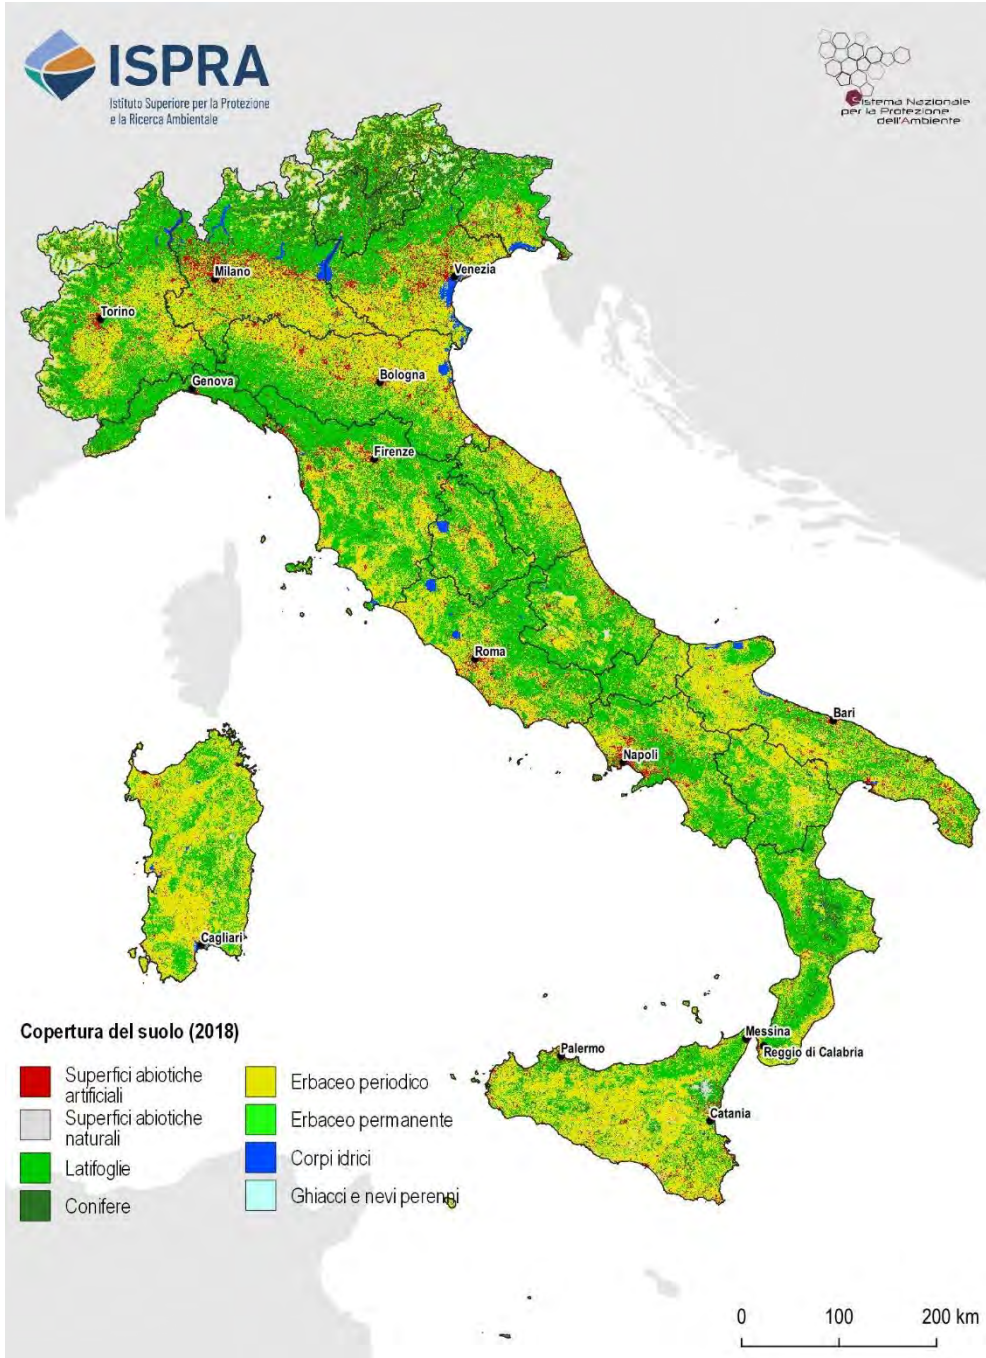 ISPRA
Istituto Superiore per la Protezione
e la Ricerca Ambientale
Sistema Nazionale
per la Protezione
dell'Ambiente
Milano
Venezia
Torino
Genova
Bologna
Firenze
Roma
Bari
Napoli
Cagliari
Messina
Palermo
Reggio di Calabria
Catania
Copertura del suolo (2018)
Superfici abiotiche
artificiali
Superfici abiotiche
naturali
Latifoglie
Conifere
Erbaceo periodico
Erbaceo permanente
Corpi idrici
Ghiacci e nevi perenni
0 100 200 km